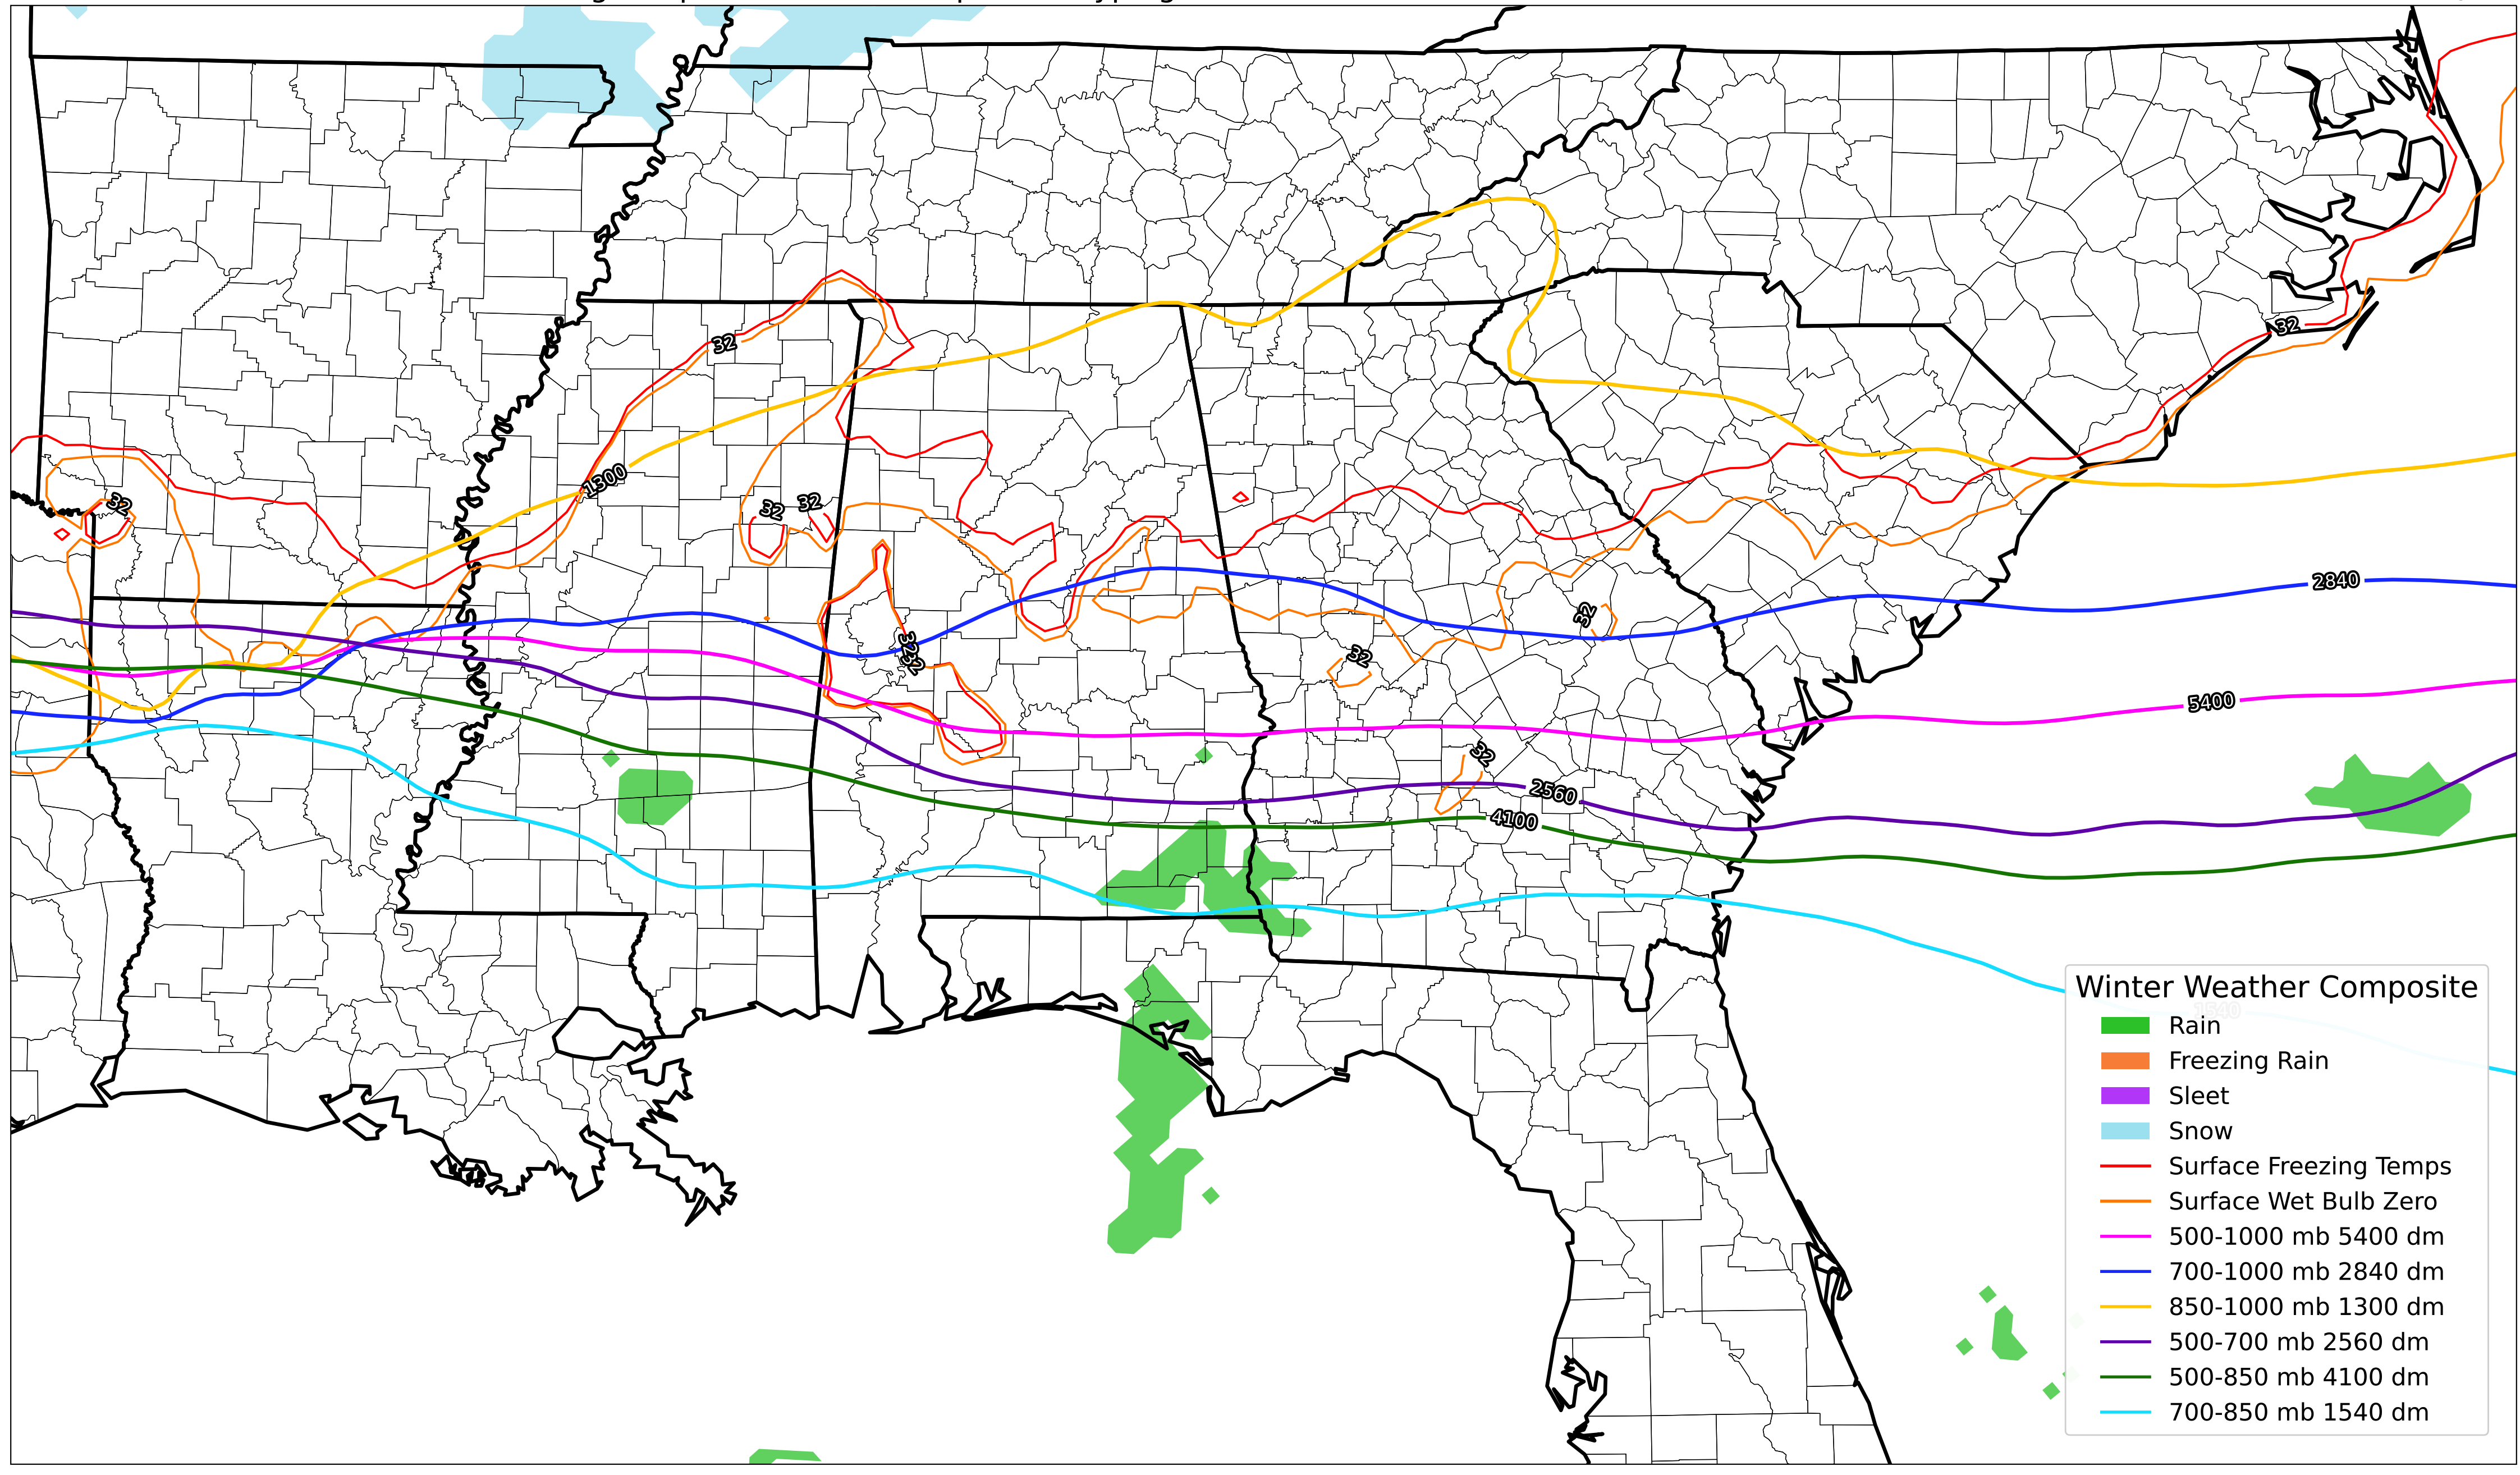 32
32
1300
32
32
32
32
2840
32
32
32
32
5400
32
2560
4100
Winter Weather Composite
Rain
Freezing Rain
Sleet
Snow
Surface Freezing Temps
Surface Wet Bulb Zero
500-1000 mb 5400 dm
700-1000 mb 2840 dm
850-1000 mb 1300 dm
500-700 mb 2560 dm
500-850 mb 4100 dm
700-850 mb 1540 dm